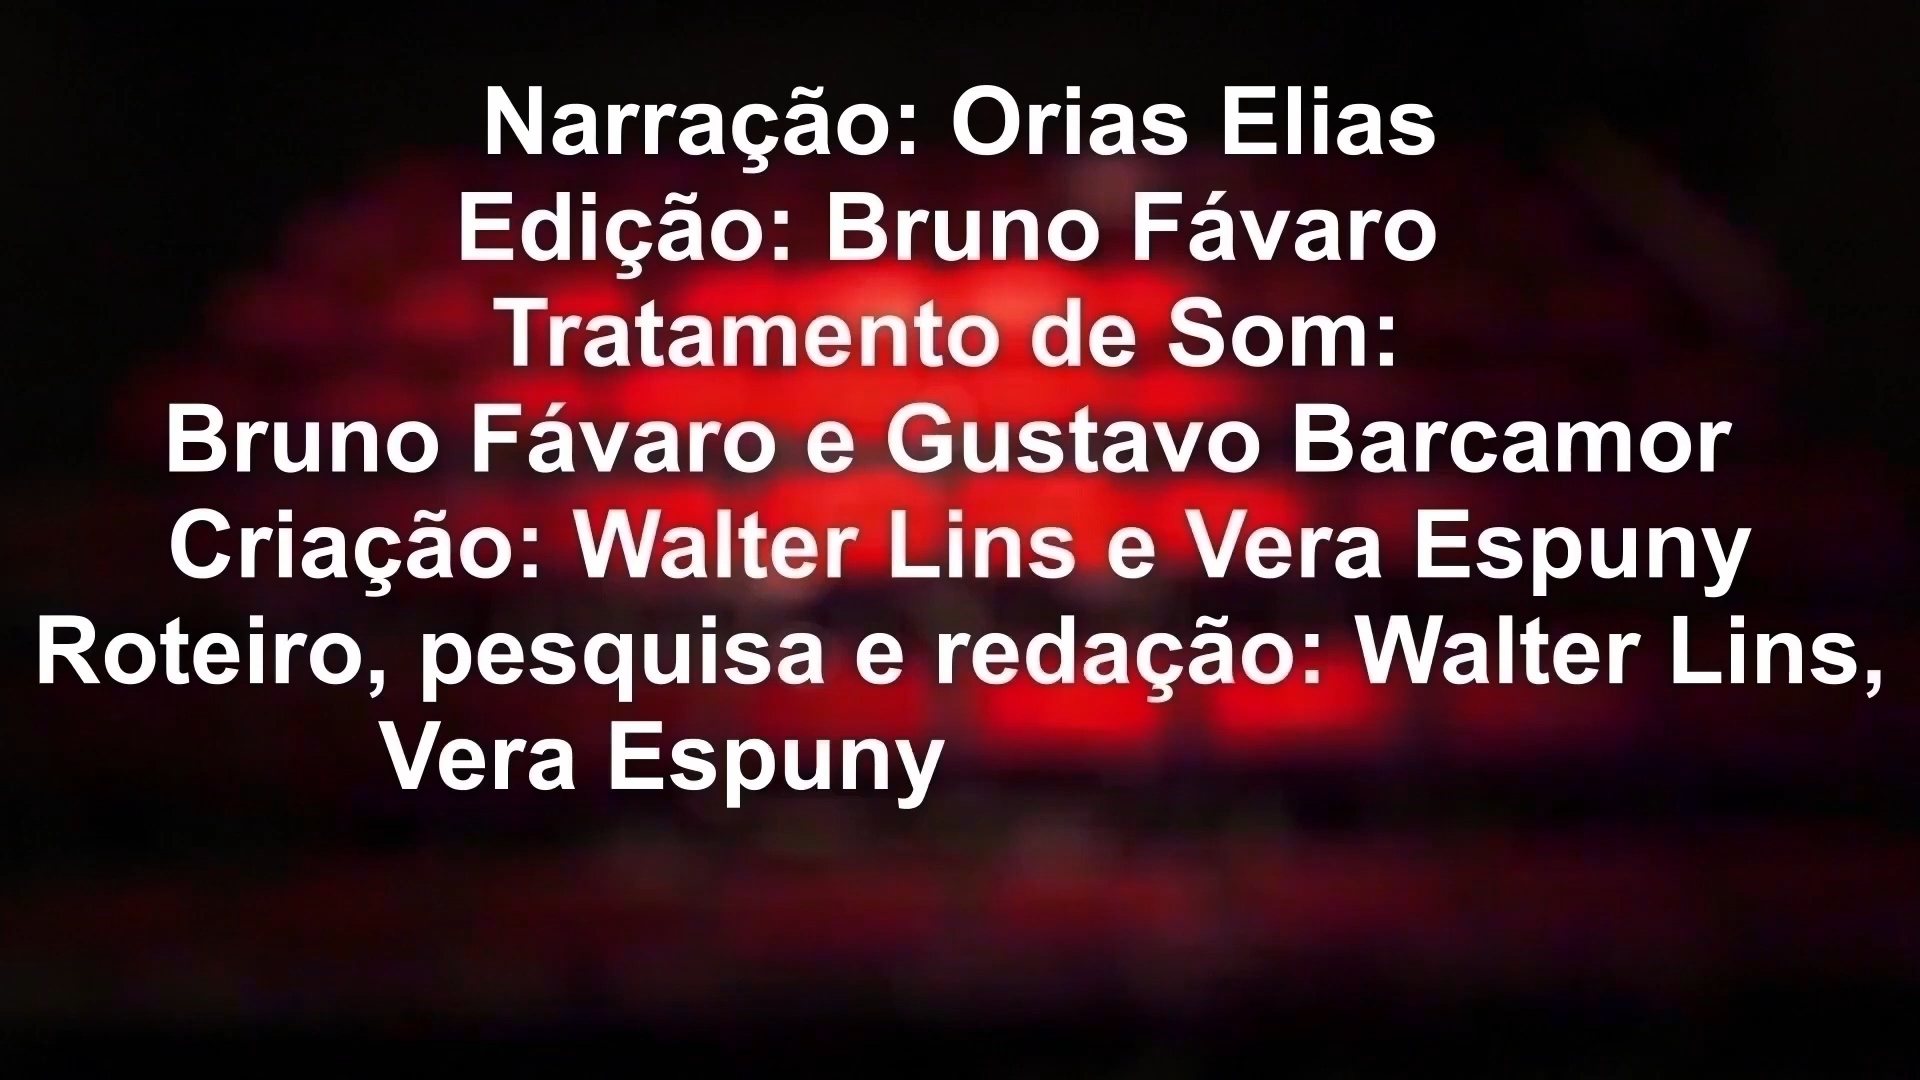 Narração: Orias Elias
Edição: Bruno Fávaro
Tratamento de Som:
Bruno Fávaro e Gustavo Barcamor
Criação: Walter Lins e Vera Espuny
Roteiro, pesquisa e redação: Walter Lins,
Vera Espuny